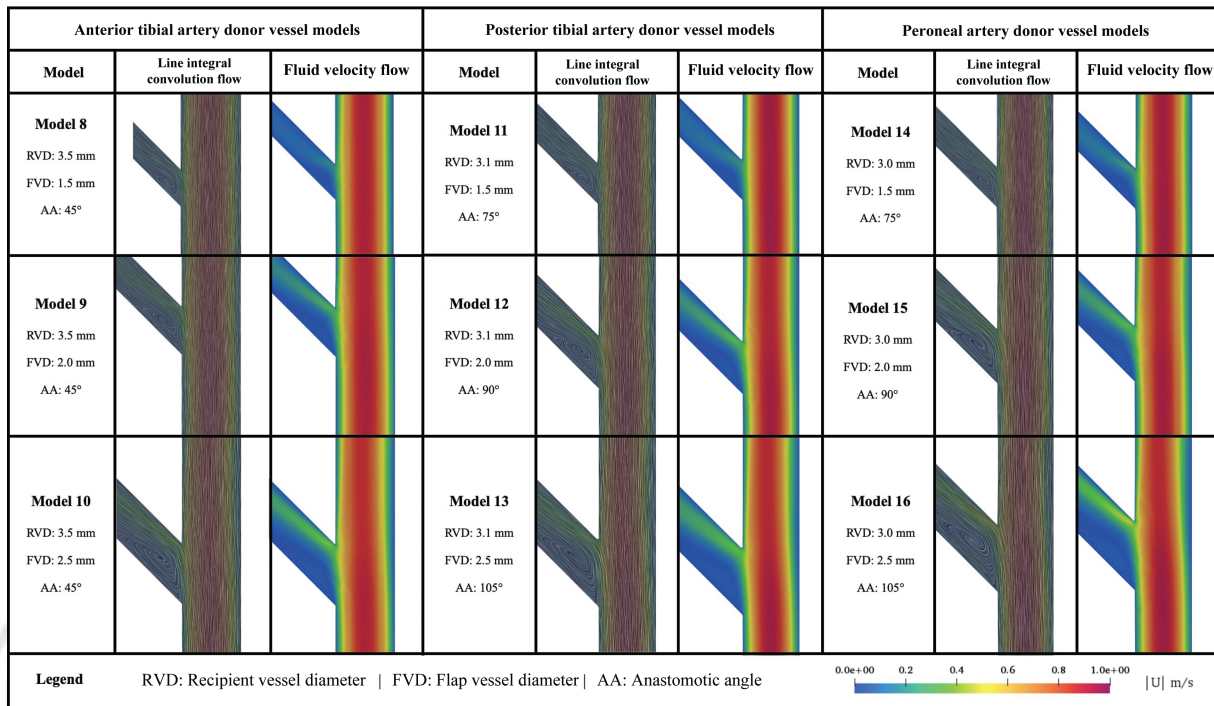 Anterior tibial artery donor vessel models
Posterior tibial artery donor vessel models
Peroneal artery donor vessel models
Model
Line integral
convolution flow
Fluid velocity flow
Model
Line integral
convolution flow
Fluid velocity flow
Model
Line integral
convolution flow
Fluid velocity flow
Model 8
RVD: 3.5 mm
FVD: 1.5 mm
AA: 45°
Model 11
RVD: 3.1 mm
FVD: 1.5 mm
AA: 75°
Model 14
RVD: 3.0 mm
FVD: 1.5 mm
AA: 75°
Model 9
RVD: 3.5 mm
FVD: 2.0 mm
AA: 45°
Model 12
RVD: 3.1 mm
FVD: 2.0 mm
AA: 90°
Model 15
RVD: 3.0 mm
FVD: 2.0 mm
AA: 90°
Model 10
RVD: 3.5 mm
FVD: 2.5 mm
AA: 45°
Model 13
RVD: 3.1 mm
FVD: 2.5 mm
AA: 105°
Model 16
RVD: 3.0 mm
FVD: 2.5 mm
AA: 105°
Legend
RVD: Recipient vessel diameter | FVD: Flap vessel diameter | AA: Anastomotic angle
0.0e+00 0.2 0.4 0.6 0.8 1.0e+00
|U| m/s